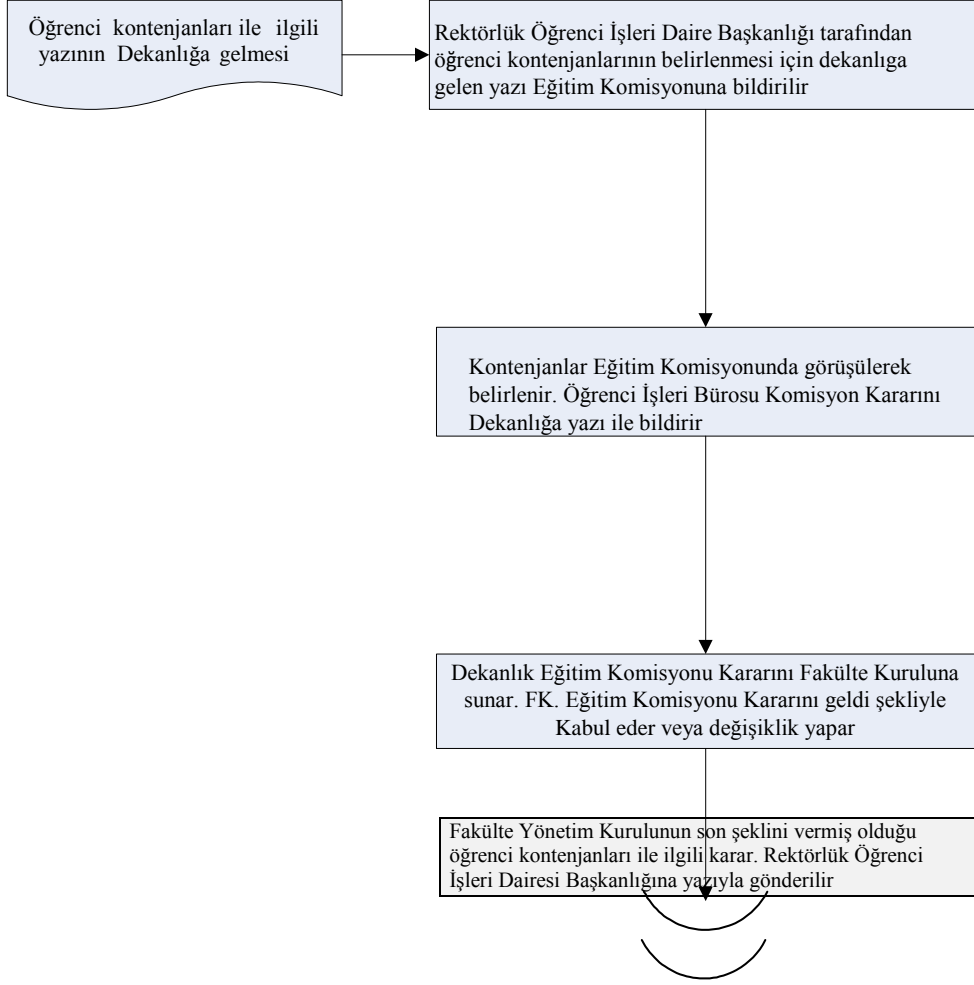 Öğrenci kontenjanları ile ilgili
yazının Dekanlığa gelmesi
Rektörlük Öğrenci İşleri Daire Başkanlığı tarafından
öğrenci kontenjanlarının belirlenmesi için dekanlıga
gelen yazı Eğitim Komisyonuna bildirilir
Kontenjanlar Eğitim Komisyonunda görüşülerek
belirlenir. Öğrenci İşleri Bürosu Komisyon Kararını
Dekanlığa yazı ile bildirir
Dekanlık Eğitim Komisyonu Kararını Fakülte Kuruluna
sunar. FK. Eğitim Komisyonu Kararını geldi şekliyle
Kabul eder veya değişiklik yapar
Fakülte Yönetim Kurulunun son şeklini vermiş olduğu
öğrenci kontenjanları ile ilgili karar. Rektörlük Öğrenci
İşleri Dairesi Başkanlığına yazıyla gönderilir